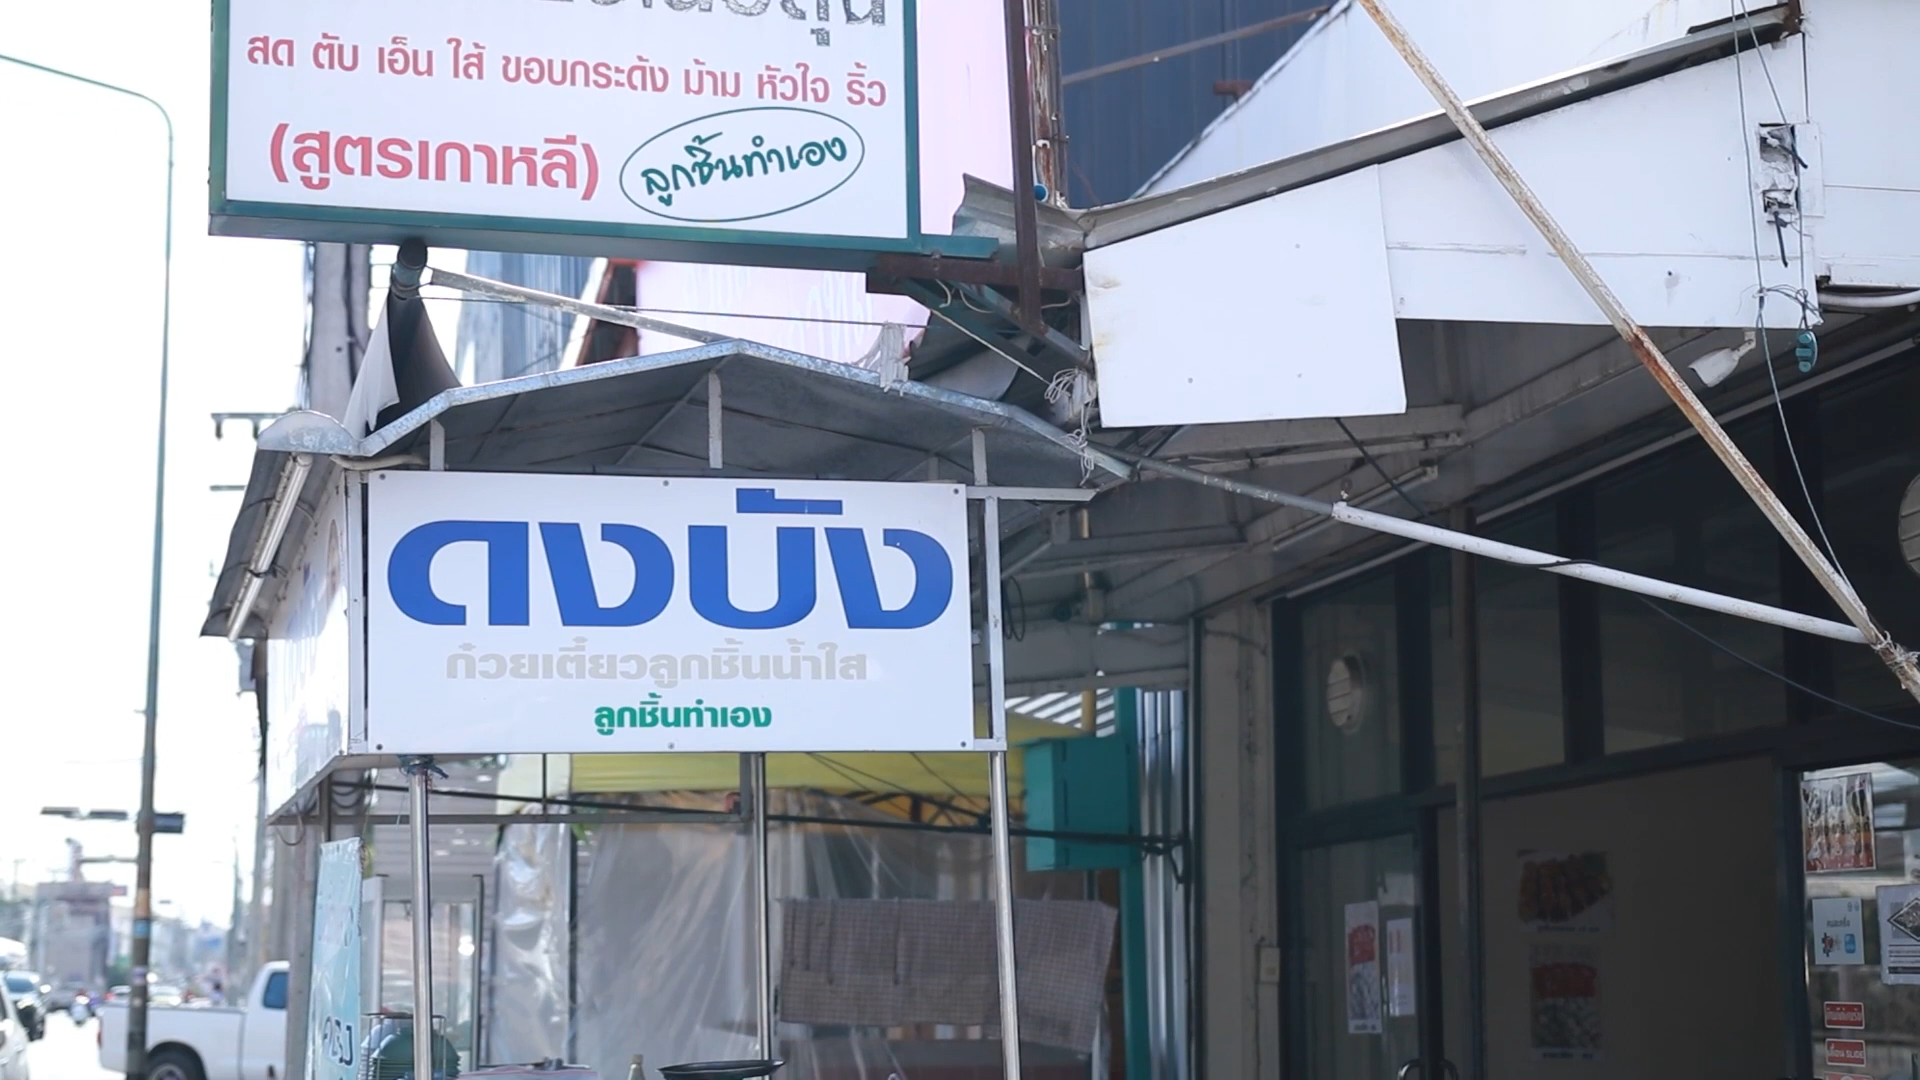 สด ตับ เอ็น ไส้ ขอบกระด้ง ม้าม หัวใจ ริ้ว
(สูตรเกาหลี) ลูกชิ้นทำเอง
ดงบัง
ก๋วยเตี๋ยวลูกชิ้นน้ำใส
ลูกชิ้นทำเอง